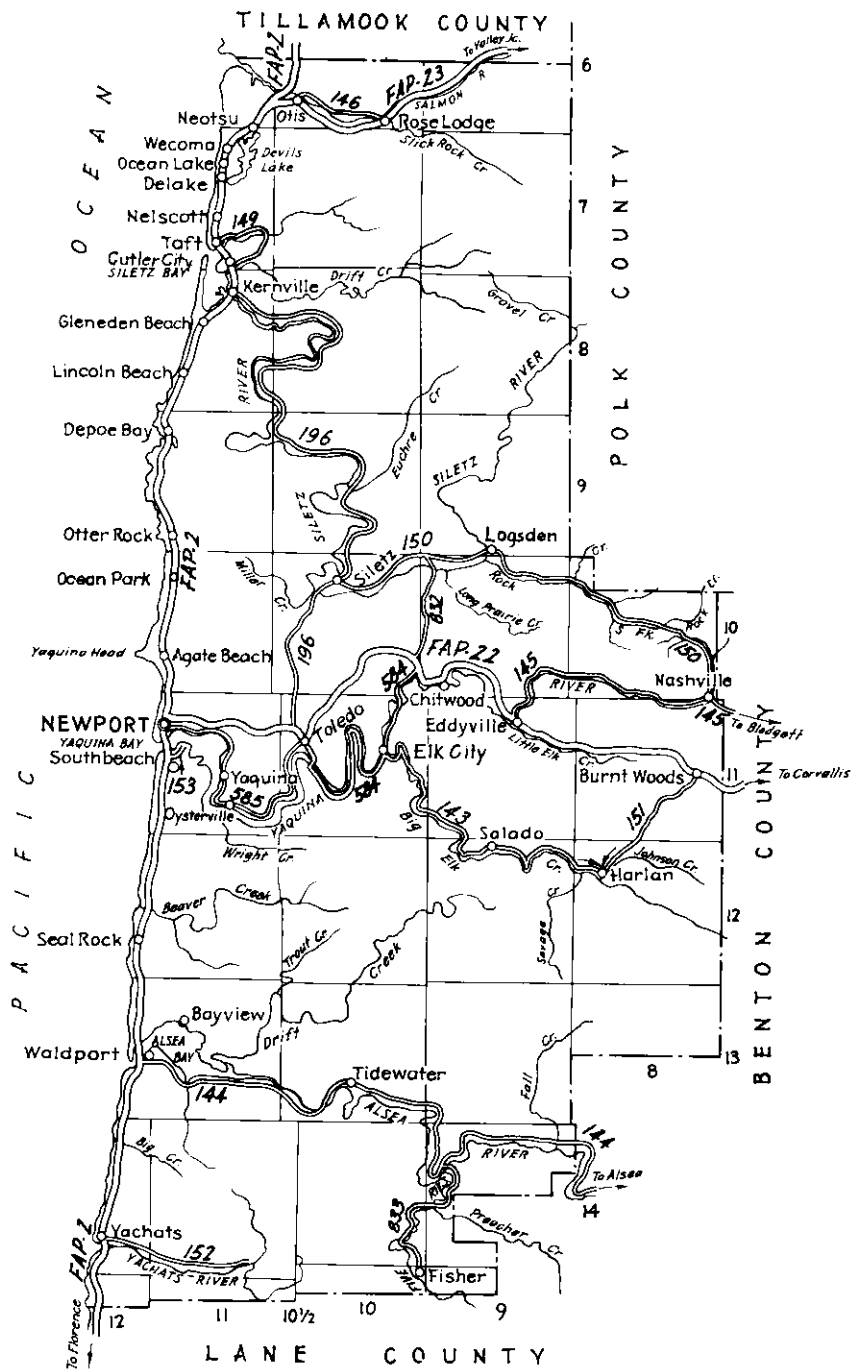 TILLAMOOK COUNTY
To Valley Jc.
6
FAP-2
FAP-23
SALMON R
146
Otis
Rose Lodge
Neotsu
Slick Rock Cr
Wecoma
Devils Lake
Ocean Lake
Delake
7
Nelscott
149
Taft
Cutler City
SILETZ BAY
Drift Cr
Kernville
Gravel Cr
Gleneden Beach
8
RIVER
RIVER
Lincoln Beach
Euchre Cr
Depoe Bay
196
POLK COUNTY
SILETZ
9
SILETZ
Otter Rock
Logsden
150
Cr.
FAP-2
Ocean Park
Siletz
Rock
Miller Cr.
832
Long Prairie Cr
Rock Cr.
S Fk.
150
10
196
FAP-22
Yaquina Head
Agate Beach
584
145
Nashville
Chitwood
RIVER
145
To Blodgett
NEWPORT
Toledo
Eddyville
Little Elk Cr.
YAQUINA BAY
Elk City
Southbeach
Yaquina
Burnt Woods
11
To Corvallis
153
585
YAQUINA
584
Oysterville
Big
143
151
Elk
Salado
Cr.
Wright Cr.
Johnson Cr.
Harlan
Beaver Creek
Savage Cr
12
Trout Cr
Seal Rock
Creek
Bayview
Drift
Waldport
ALSEA BAY
13
Tidewater
8
144
ALSEA
Fall Cr
144
Big Cr.
RIVER
To Alsea
RIV.
14
833
Preacher Cr
Yachats
FAP-2
152
YACHATS RIVER
Fisher
FIVE
12
11
10½
10
9
To Florence
LANE COUNTY
PACIFIC OCEAN
BENTON COUNTY